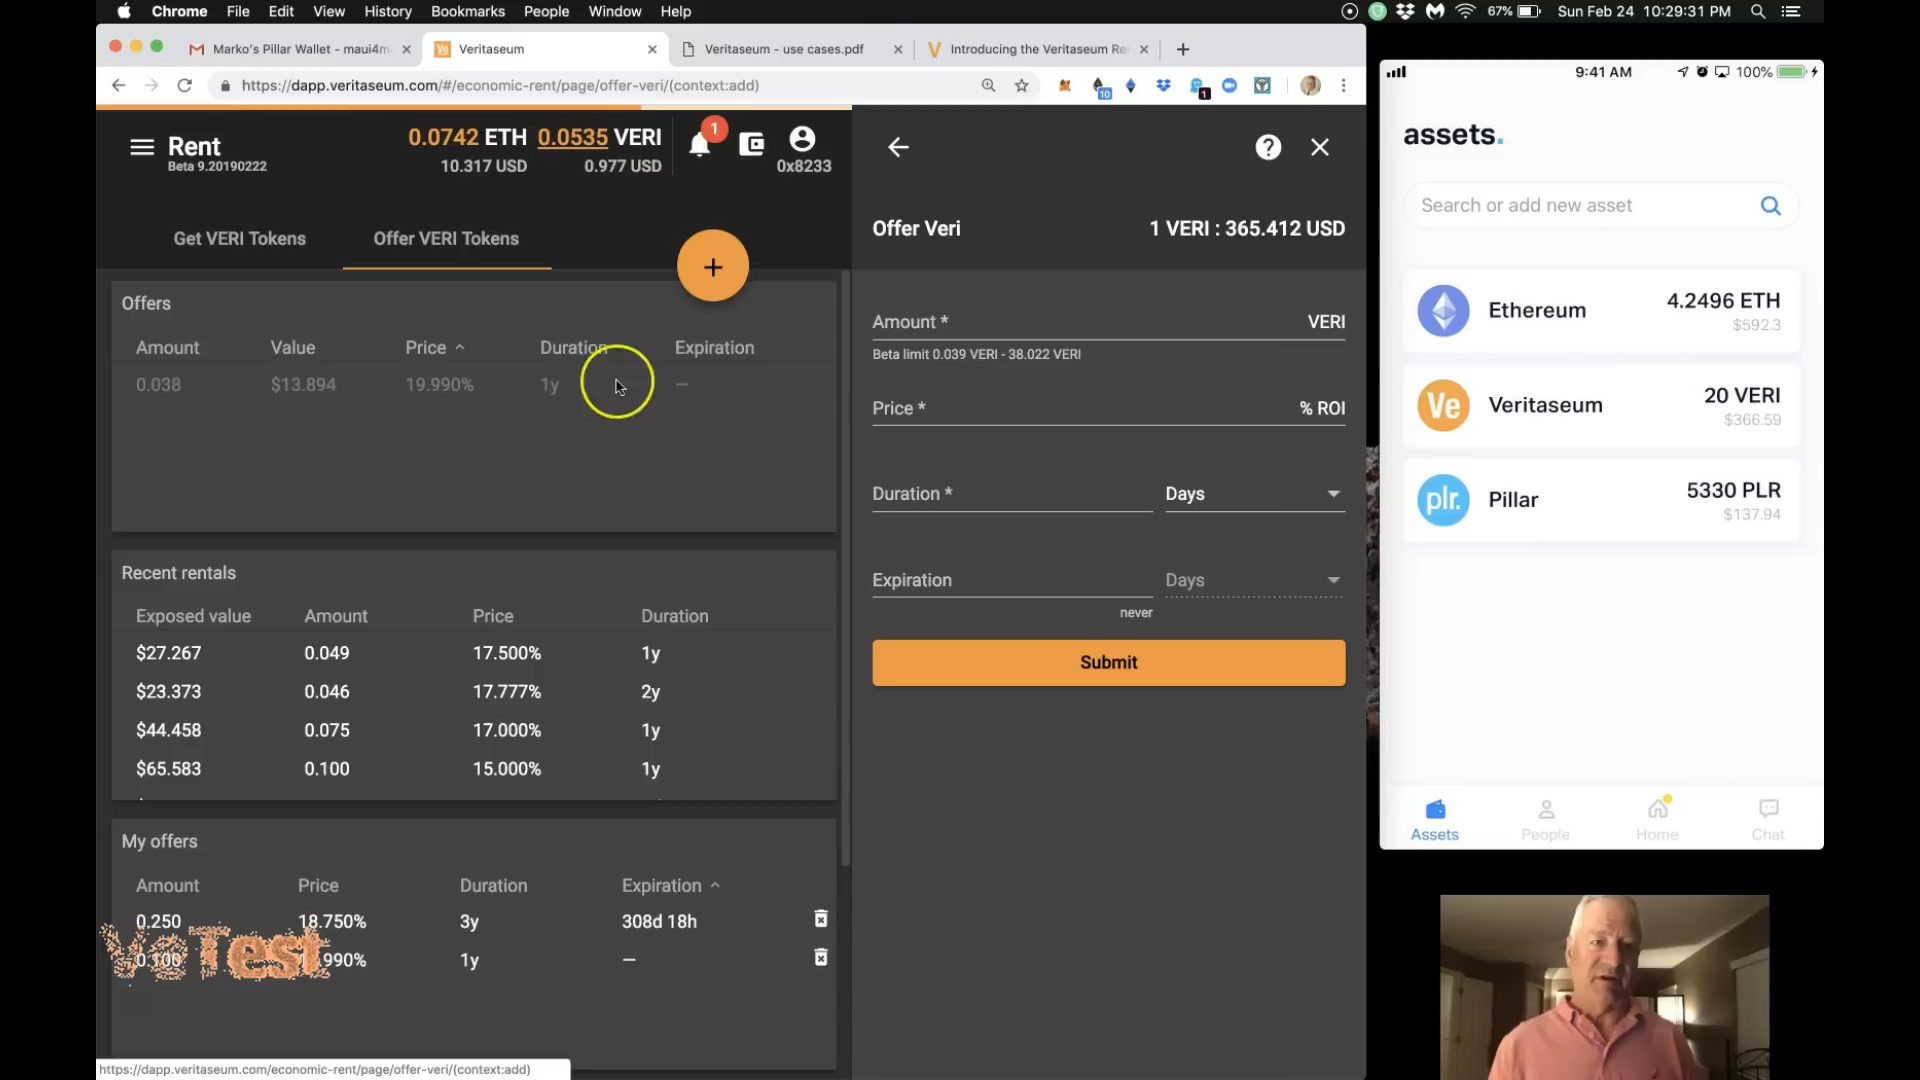 Chrome File Edit View History Bookmarks People Window Help
67% Sun Feb 24 10:29:31 PM
Marko's Pillar Wallet - maui4m
Veritaseum
Veritaseum - use cases.pdf
Introducing the Veritaseum Re
https://dapp.veritaseum.com/#/economic-rent/page/offer-veri/(context:add)
10
1
Rent
Beta 9.20190222
0.0742 ETH 0.0535 VERI
10.317 USD 0.977 USD
1
0x8233
Get VERI Tokens
Offer VERI Tokens
+
Offers
Amount Value Price Duration Expiration
0.038 $13.894 19.990% 1y —
Recent rentals
Exposed value Amount Price Duration
$27.267 0.049 17.500% 1y
$23.373 0.046 17.777% 2y
$44.458 0.075 17.000% 1y
$65.583 0.100 15.000% 1y
My offers
Amount Price Duration Expiration
0.250 18.750% 3y 308d 18h
0.100 .990% 1y —
VeTest
https://dapp.veritaseum.com/economic-rent/page/offer-veri/(context:add)
Offer Veri 1 VERI : 365.412 USD
Amount * VERI
Beta limit 0.039 VERI - 38.022 VERI
Price * % ROI
Duration * Days
Expiration Days
never
Submit
9:41 AM 100%
assets.
Search or add new asset
Ethereum 4.2496 ETH
$592.3
Ve Veritaseum 20 VERI
$366.59
plr. Pillar 5330 PLR
$137.94
Assets People Home Chat